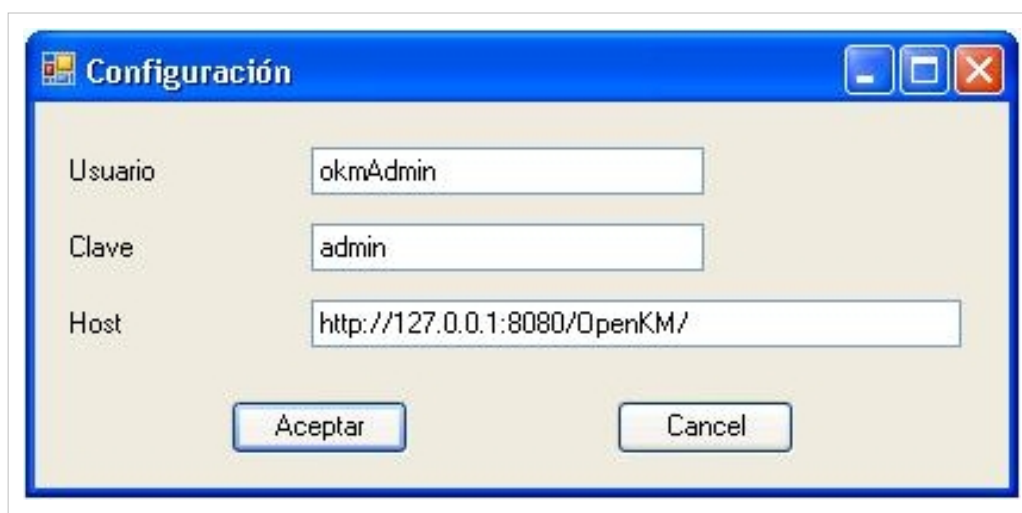 Configuración
Usuario okmAdmin
Clave admin
Host http://127.0.0.1:8080/OpenKM/
Aceptar Cancel